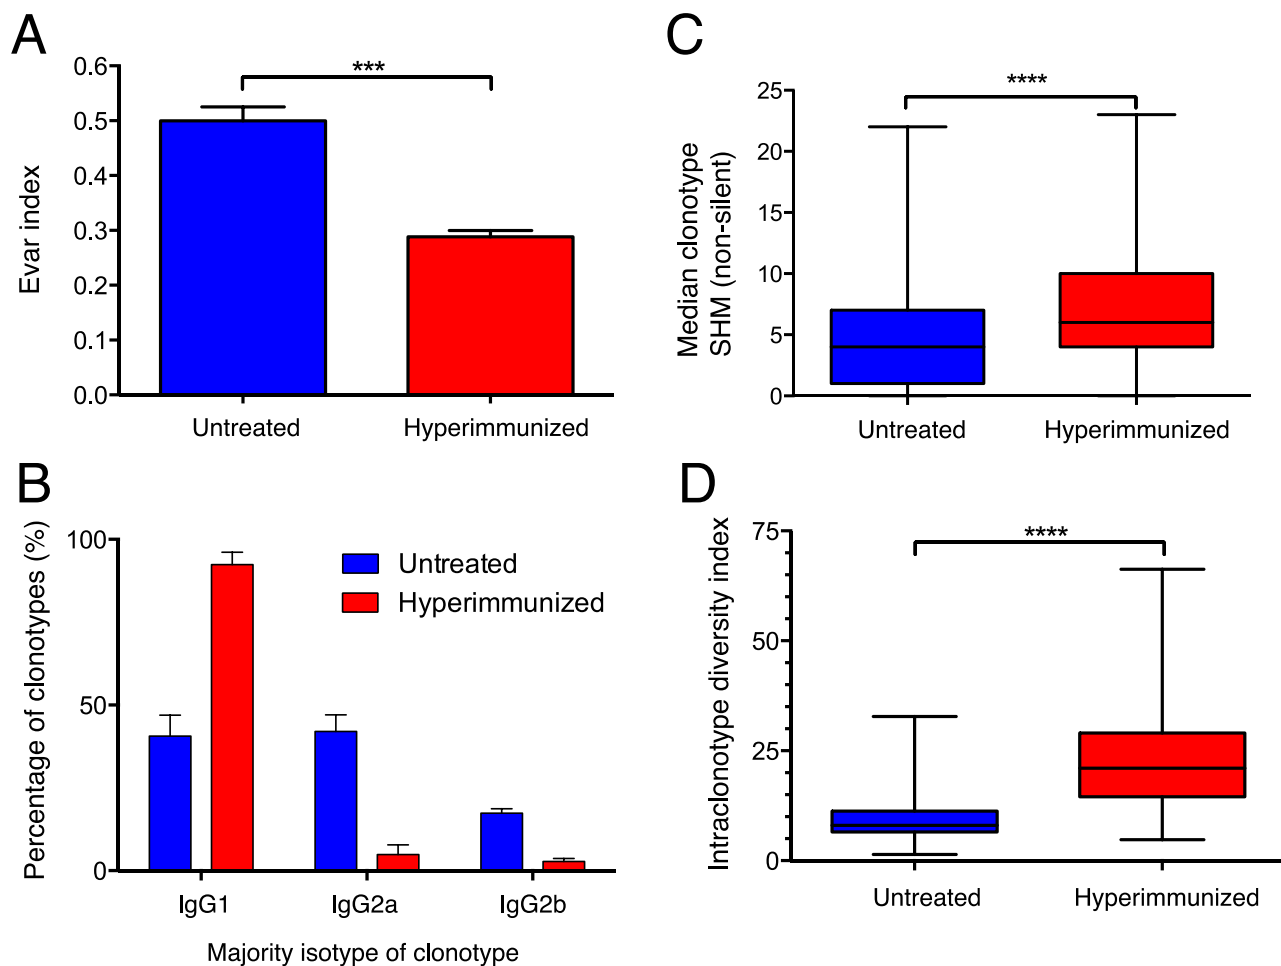 A
Evar index
0.6
0.5
0.4
0.3
0.2
0.1
0.0
***
Untreated
Hyperimmunized
C
Median clonotype
SHM (non-silent)
25
20
15
10
5
0
****
Untreated
Hyperimmunized
B
Percentage of clonotypes (%)
100
50
0
Untreated
Hyperimmunized
IgG1
IgG2a
IgG2b
Majority isotype of clonotype
D
Intraclonotype diversity index
75
50
25
0
****
Untreated
Hyperimmunized